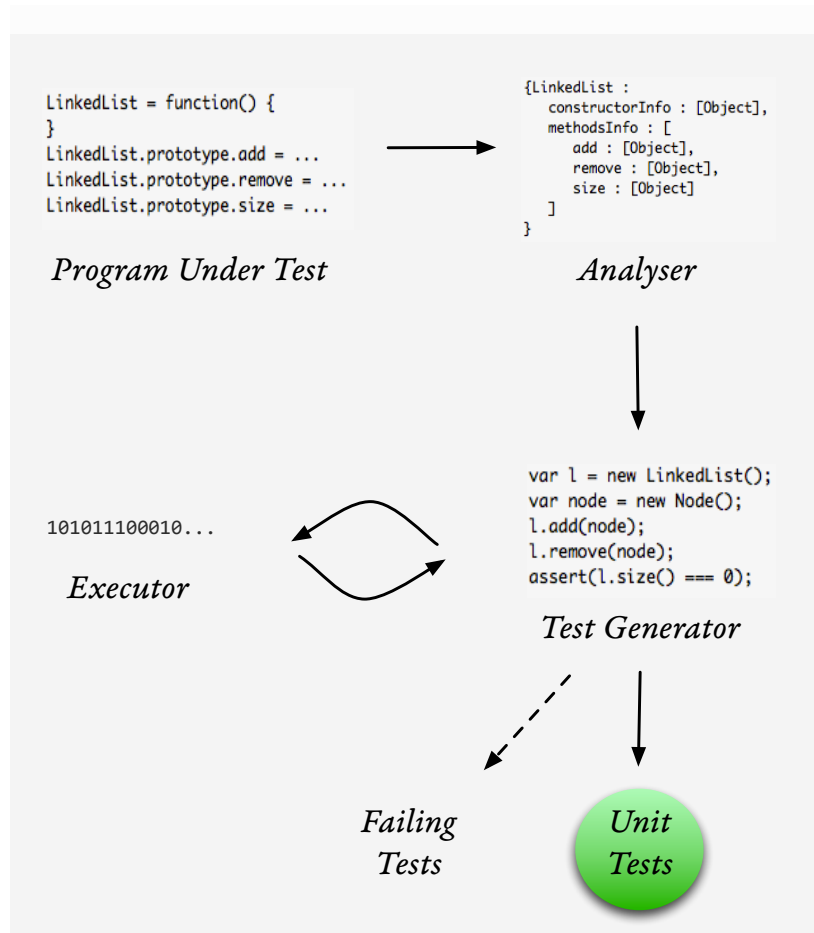 LinkedList = function() {
}
LinkedList.prototype.add = ...
LinkedList.prototype.remove = ...
LinkedList.prototype.size = ...
Program Under Test
{LinkedList :
constructorInfo : [Object],
methodsInfo : [
add : [Object],
remove : [Object],
size : [Object]
]
}
Analyser
101011100010...
Executor
var l = new LinkedList();
var node = new Node();
l.add(node);
l.remove(node);
assert(l.size() === 0);
Test Generator
Failing
Tests
Unit
Tests